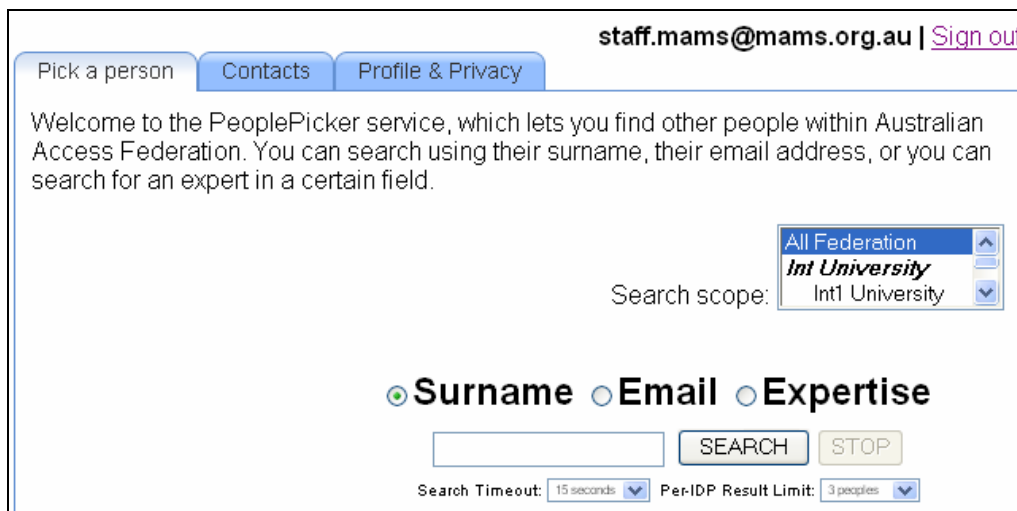 staff.mams@mams.org.au | Sign out
Pick a person Contacts Profile & Privacy
Welcome to the PeoplePicker service, which lets you find other people within Australian
Access Federation. You can search using their surname, their email address, or you can
search for an expert in a certain field.
All Federation
Int University
Search scope: Int1 University
Surname Email Expertise
SEARCH STOP
Search Timeout: 15 seconds Per-IDP Result Limit: 3 peoples